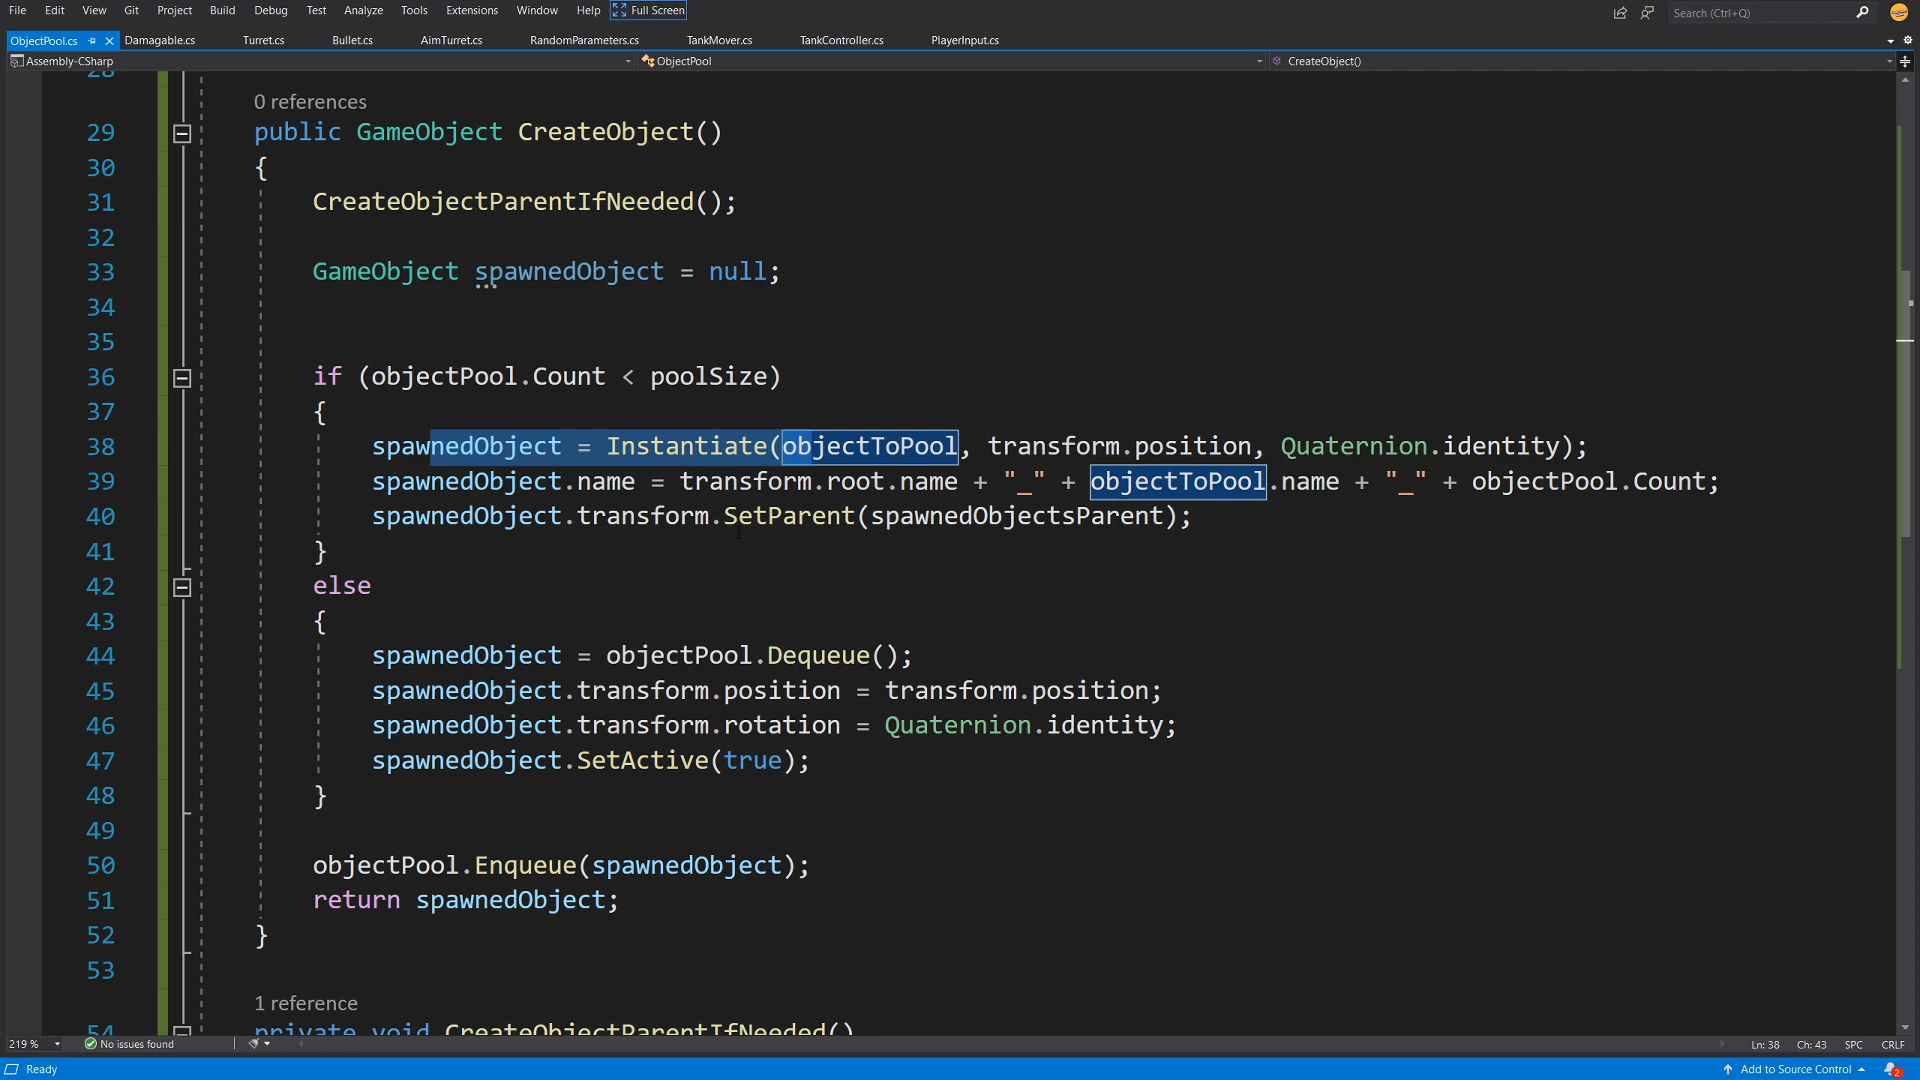 File Edit View Git Project Build Debug Test Analyze Tools Extensions Window Help Full Screen Search (Ctrl+Q)
ObjectPool.cs Damagable.cs Turret.cs Bullet.cs AimTurret.cs RandomParameters.cs TankMover.cs TankController.cs PlayerInput.cs
Assembly-CSharp ObjectPool CreateObject()
28
0 references
29 public GameObject CreateObject()
30 {
31 CreateObjectParentIfNeeded();
32
33 GameObject spawnedObject = null;
34
35
36 if (objectPool.Count < poolSize)
37 {
38 spawnedObject = Instantiate(objectToPool, transform.position, Quaternion.identity);
39 spawnedObject.name = transform.root.name + "_" + objectToPool.name + "_" + objectPool.Count;
40 spawnedObject.transform.SetParent(spawnedObjectsParent);
41 }
42 else
43 {
44 spawnedObject = objectPool.Dequeue();
45 spawnedObject.transform.position = transform.position;
46 spawnedObject.transform.rotation = Quaternion.identity;
47 spawnedObject.SetActive(true);
48 }
49
50 objectPool.Enqueue(spawnedObject);
51 return spawnedObject;
52 }
53
1 reference
54 private void CreateObjectParentIfNeeded()
219 % No issues found Ln: 38 Ch: 43 SPC CRLF
Ready Add to Source Control 2